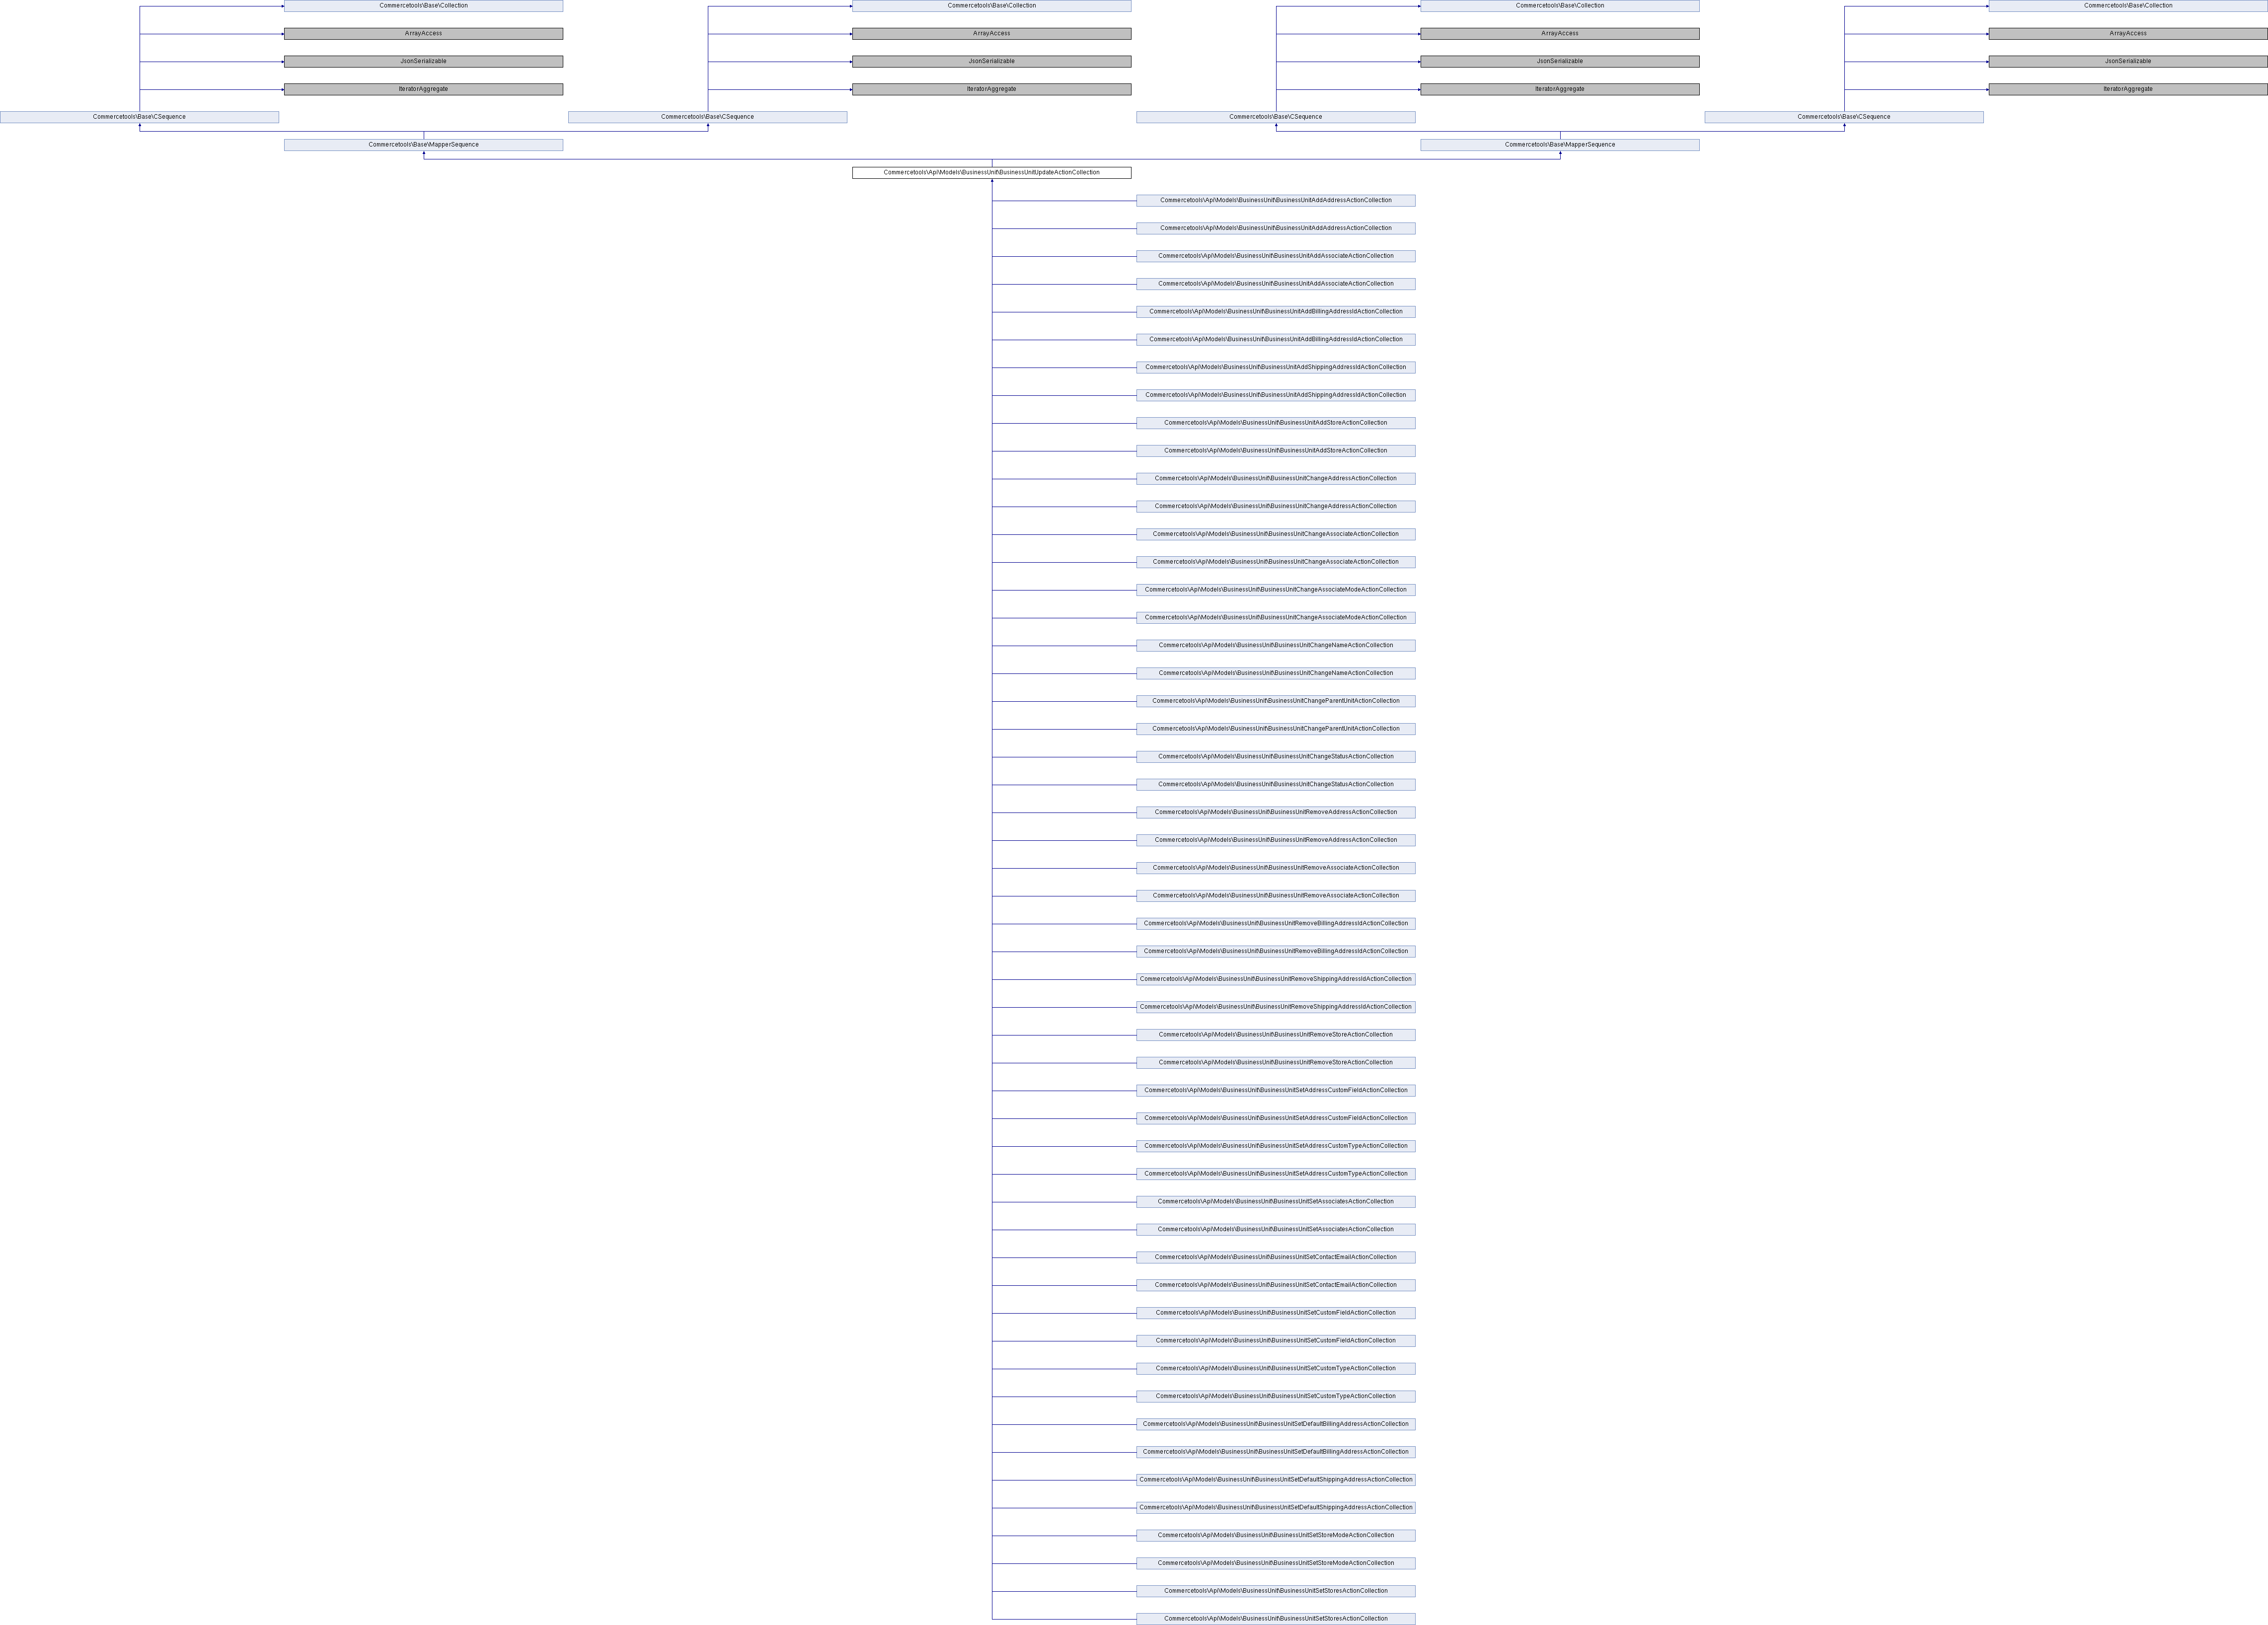 Commercetools\Base\Collection Commercetools\Base\Collection Commercetools\Base\Collection Commercetools\Base\Collection
ArrayAccess ArrayAccess ArrayAccess ArrayAccess
JsonSerializable JsonSerializable JsonSerializable JsonSerializable
IteratorAggregate IteratorAggregate IteratorAggregate IteratorAggregate
Commercetools\Base\CSequence Commercetools\Base\CSequence Commercetools\Base\CSequence Commercetools\Base\CSequence
Commercetools\Base\MapperSequence Commercetools\Base\MapperSequence
Commercetools\Api\Models\BusinessUnit\BusinessUnitUpdateActionCollection
Commercetools\Api\Models\BusinessUnit\BusinessUnitAddAddressActionCollection
Commercetools\Api\Models\BusinessUnit\BusinessUnitAddAddressActionCollection
Commercetools\Api\Models\BusinessUnit\BusinessUnitAddAssociateActionCollection
Commercetools\Api\Models\BusinessUnit\BusinessUnitAddAssociateActionCollection
Commercetools\Api\Models\BusinessUnit\BusinessUnitAddBillingAddressIdActionCollection
Commercetools\Api\Models\BusinessUnit\BusinessUnitAddBillingAddressIdActionCollection
Commercetools\Api\Models\BusinessUnit\BusinessUnitAddShippingAddressIdActionCollection
Commercetools\Api\Models\BusinessUnit\BusinessUnitAddShippingAddressIdActionCollection
Commercetools\Api\Models\BusinessUnit\BusinessUnitAddStoreActionCollection
Commercetools\Api\Models\BusinessUnit\BusinessUnitAddStoreActionCollection
Commercetools\Api\Models\BusinessUnit\BusinessUnitChangeAddressActionCollection
Commercetools\Api\Models\BusinessUnit\BusinessUnitChangeAddressActionCollection
Commercetools\Api\Models\BusinessUnit\BusinessUnitChangeAssociateActionCollection
Commercetools\Api\Models\BusinessUnit\BusinessUnitChangeAssociateActionCollection
Commercetools\Api\Models\BusinessUnit\BusinessUnitChangeAssociateModeActionCollection
Commercetools\Api\Models\BusinessUnit\BusinessUnitChangeAssociateModeActionCollection
Commercetools\Api\Models\BusinessUnit\BusinessUnitChangeNameActionCollection
Commercetools\Api\Models\BusinessUnit\BusinessUnitChangeNameActionCollection
Commercetools\Api\Models\BusinessUnit\BusinessUnitChangeParentUnitActionCollection
Commercetools\Api\Models\BusinessUnit\BusinessUnitChangeParentUnitActionCollection
Commercetools\Api\Models\BusinessUnit\BusinessUnitChangeStatusActionCollection
Commercetools\Api\Models\BusinessUnit\BusinessUnitChangeStatusActionCollection
Commercetools\Api\Models\BusinessUnit\BusinessUnitRemoveAddressActionCollection
Commercetools\Api\Models\BusinessUnit\BusinessUnitRemoveAddressActionCollection
Commercetools\Api\Models\BusinessUnit\BusinessUnitRemoveAssociateActionCollection
Commercetools\Api\Models\BusinessUnit\BusinessUnitRemoveAssociateActionCollection
Commercetools\Api\Models\BusinessUnit\BusinessUnitRemoveBillingAddressIdActionCollection
Commercetools\Api\Models\BusinessUnit\BusinessUnitRemoveBillingAddressIdActionCollection
Commercetools\Api\Models\BusinessUnit\BusinessUnitRemoveShippingAddressIdActionCollection
Commercetools\Api\Models\BusinessUnit\BusinessUnitRemoveShippingAddressIdActionCollection
Commercetools\Api\Models\BusinessUnit\BusinessUnitRemoveStoreActionCollection
Commercetools\Api\Models\BusinessUnit\BusinessUnitRemoveStoreActionCollection
Commercetools\Api\Models\BusinessUnit\BusinessUnitSetAddressCustomFieldActionCollection
Commercetools\Api\Models\BusinessUnit\BusinessUnitSetAddressCustomFieldActionCollection
Commercetools\Api\Models\BusinessUnit\BusinessUnitSetAddressCustomTypeActionCollection
Commercetools\Api\Models\BusinessUnit\BusinessUnitSetAddressCustomTypeActionCollection
Commercetools\Api\Models\BusinessUnit\BusinessUnitSetAssociatesActionCollection
Commercetools\Api\Models\BusinessUnit\BusinessUnitSetAssociatesActionCollection
Commercetools\Api\Models\BusinessUnit\BusinessUnitSetContactEmailActionCollection
Commercetools\Api\Models\BusinessUnit\BusinessUnitSetContactEmailActionCollection
Commercetools\Api\Models\BusinessUnit\BusinessUnitSetCustomFieldActionCollection
Commercetools\Api\Models\BusinessUnit\BusinessUnitSetCustomFieldActionCollection
Commercetools\Api\Models\BusinessUnit\BusinessUnitSetCustomTypeActionCollection
Commercetools\Api\Models\BusinessUnit\BusinessUnitSetCustomTypeActionCollection
Commercetools\Api\Models\BusinessUnit\BusinessUnitSetDefaultBillingAddressActionCollection
Commercetools\Api\Models\BusinessUnit\BusinessUnitSetDefaultBillingAddressActionCollection
Commercetools\Api\Models\BusinessUnit\BusinessUnitSetDefaultShippingAddressActionCollection
Commercetools\Api\Models\BusinessUnit\BusinessUnitSetDefaultShippingAddressActionCollection
Commercetools\Api\Models\BusinessUnit\BusinessUnitSetStoreModeActionCollection
Commercetools\Api\Models\BusinessUnit\BusinessUnitSetStoreModeActionCollection
Commercetools\Api\Models\BusinessUnit\BusinessUnitSetStoresActionCollection
Commercetools\Api\Models\BusinessUnit\BusinessUnitSetStoresActionCollection